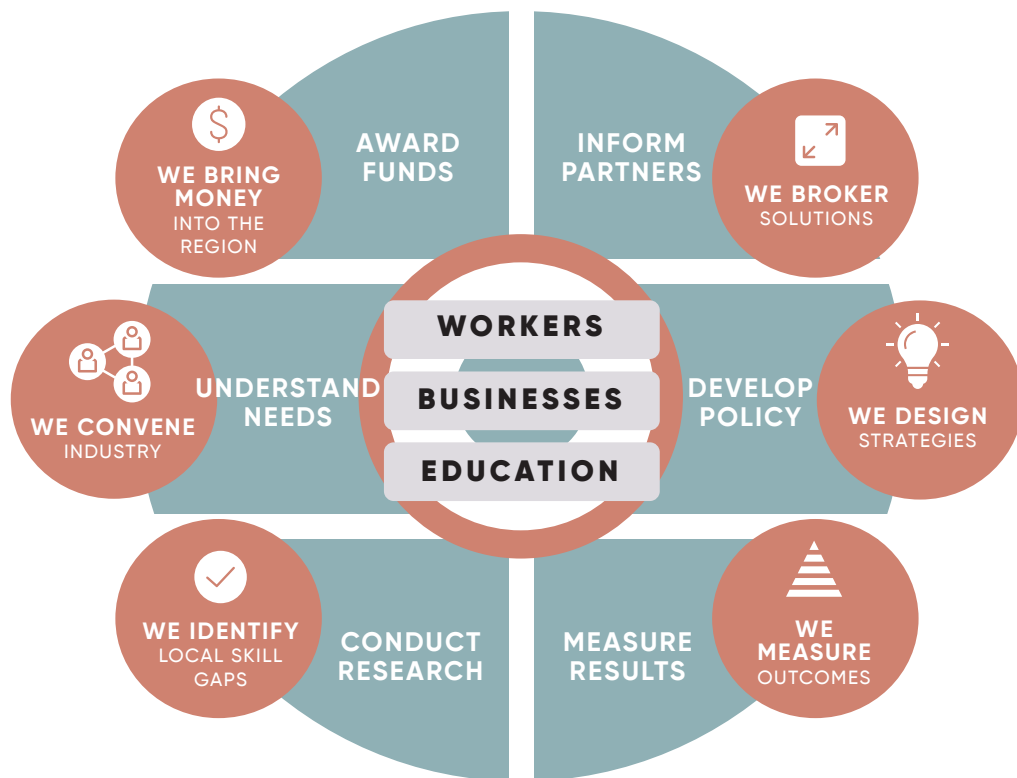 AWARD
FUNDS
INFORM
PARTNERS
$
WE BRING
MONEY
INTO THE
REGION
WE BROKER
SOLUTIONS
WORKERS
BUSINESSES
EDUCATION
UNDERSTAND
NEEDS
DEVELOP
POLICY
WE CONVENE
INDUSTRY
WE DESIGN
STRATEGIES
WE IDENTIFY
LOCAL SKILL
GAPS
CONDUCT
RESEARCH
MEASURE
RESULTS
WE
MEASURE
OUTCOMES